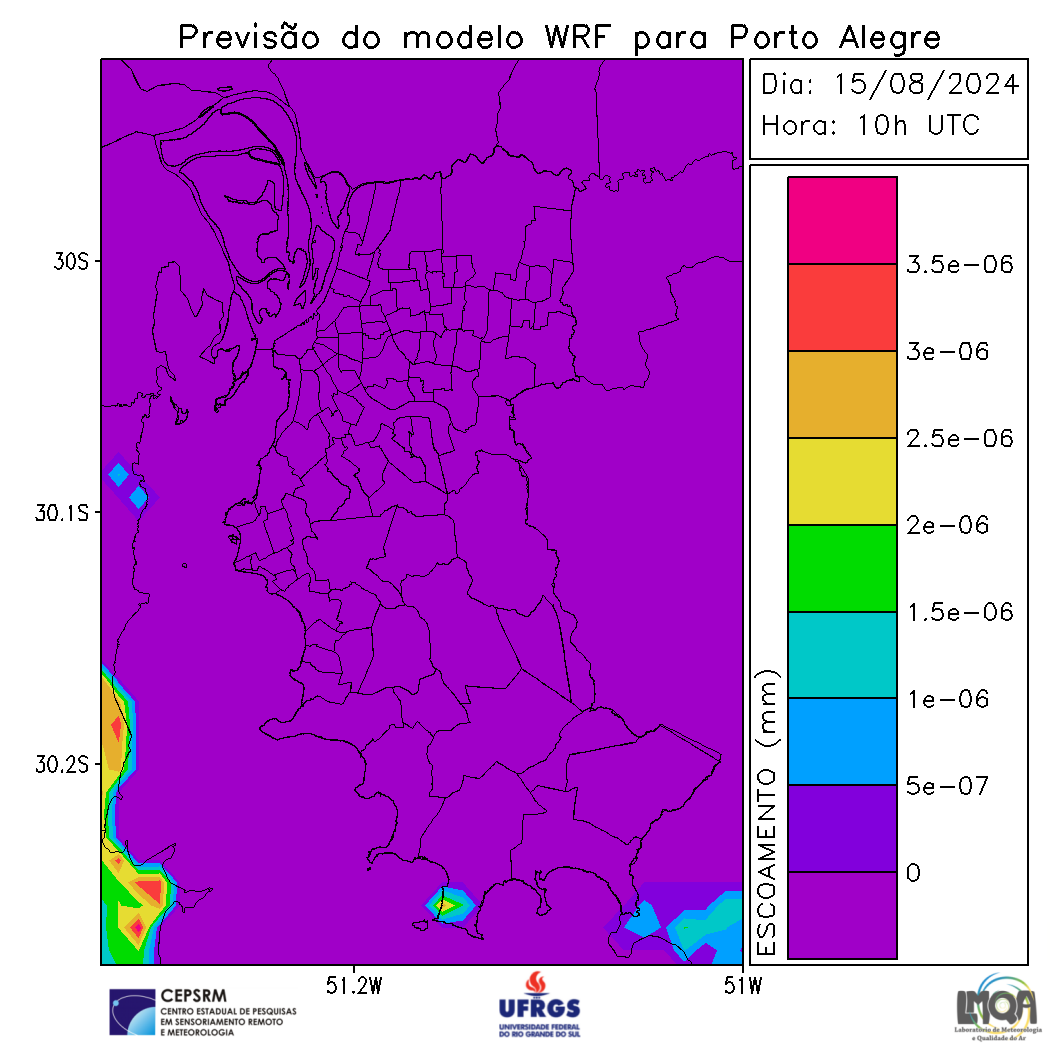 Previsão do modelo WRF para Porto Alegre
Dia: 15/08/2024
Hora: 10h UTC
30S
30.1S
30.2S
51.2W
51W
3.5e-06
3e-06
2.5e-06
2e-06
1.5e-06
1e-06
5e-07
0
ESCOAMENTO (mm)
CEPSRM
CENTRO ESTADUAL DE PESQUISAS
EM SENSORIAMENTO REMOTO
E METEOROLOGIA
UFRGS
UNIVERSIDADE FEDERAL
DO RIO GRANDE DO SUL
LMQA
Laboratório de Meteorologia
e Qualidade do Ar